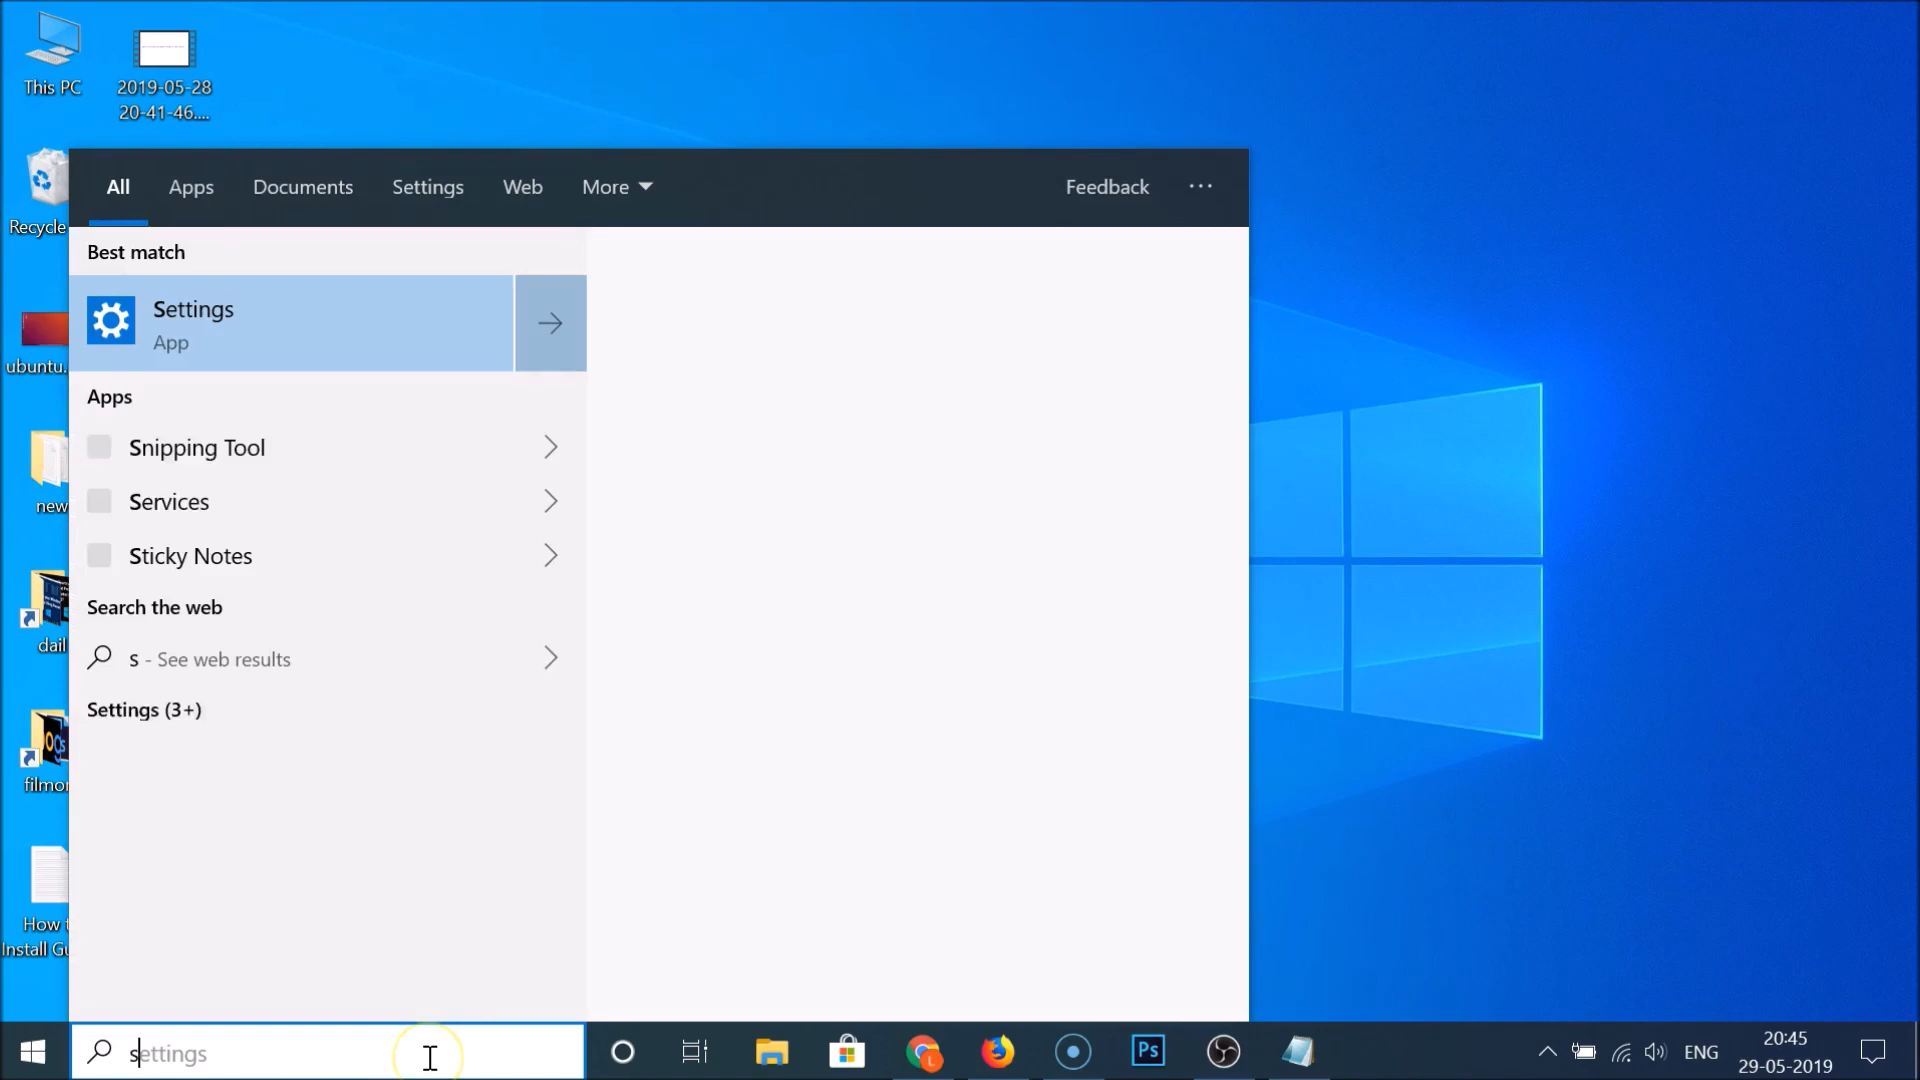 This PC
2019-05-28
20-41-46....
Recycle
ubuntu.
new
dail
filmor
How t
Install Gu
All
Apps
Documents
Settings
Web
More
Feedback
Best match
Settings
App
Apps
Snipping Tool
Services
Sticky Notes
Search the web
s - See web results
Settings (3+)
settings
L
Ps
ENG
20:45
29-05-2019